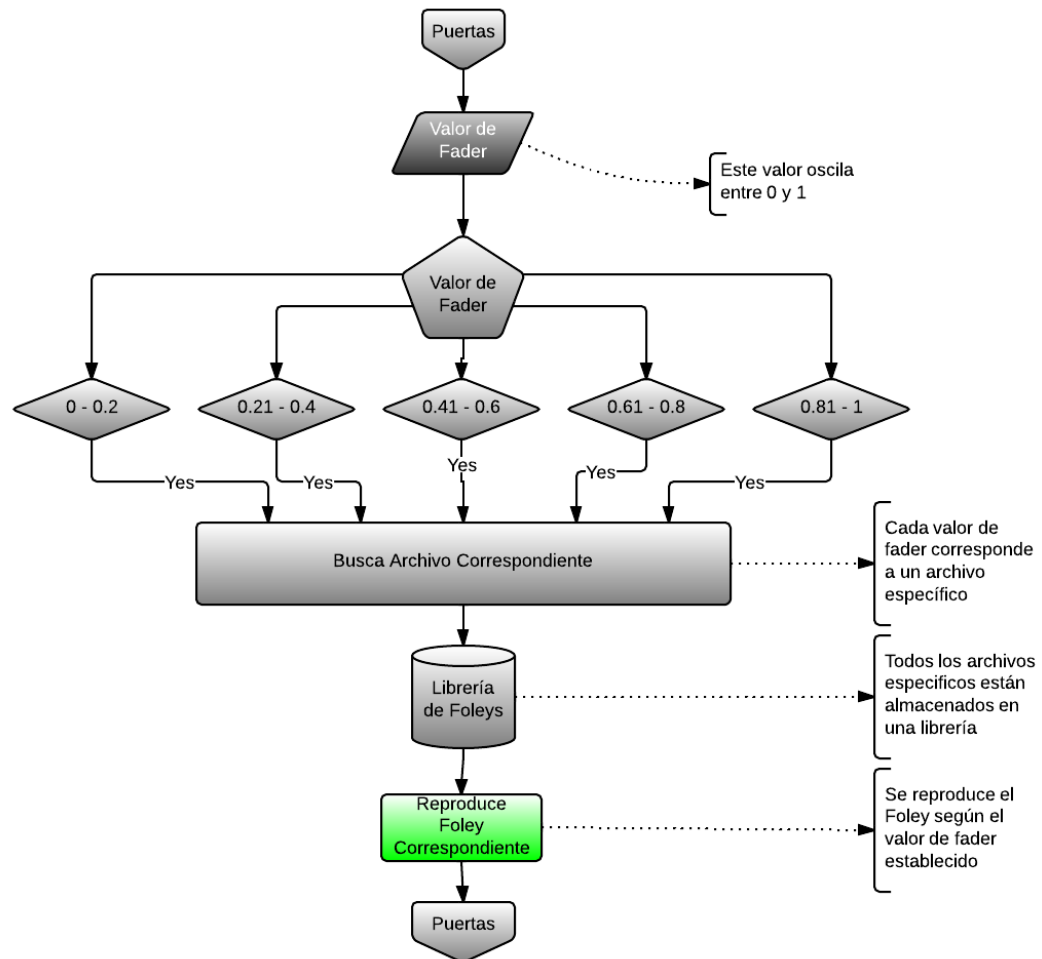 Puertas
Valor de
Fader
Este valor oscila
entre 0 y 1
Valor de
Fader
0 - 0.2
0.21 - 0.4
0.41 - 0.6
0.61 - 0.8
0.81 - 1
Yes
Yes
Yes
Yes
Yes
Busca Archivo Correspondiente
Cada valor de
fader corresponde
a un archivo
específico
Librería
de Foleys
Todos los archivos
especificos están
almacenados en
una librería
Reproduce
Foley
Correspondiente
Se reproduce el
Foley según el
valor de fader
establecido
Puertas